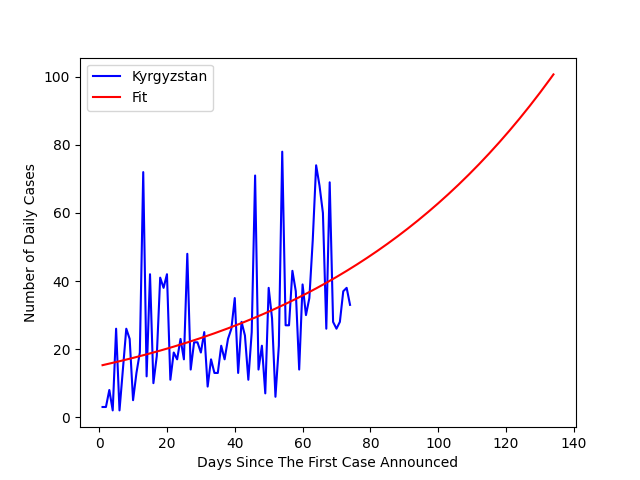 Kyrgyzstan
Fit
Number of Daily Cases
100
80
60
40
20
0
0 20 40 60 80 100 120 140
Days Since The First Case Announced